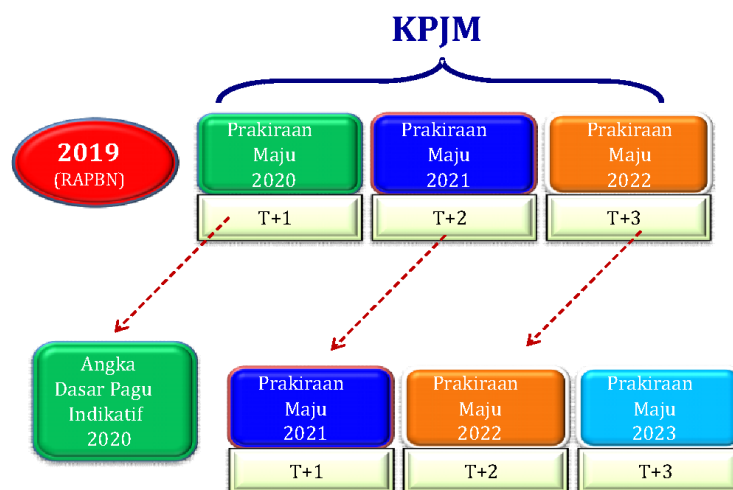 KPJM
2019
(RAPBN)
Prakiraan
Maju
2020
Prakiraan
Maju
2021
Prakiraan
Maju
2022
T+1
T+2
T+3
Angka
Dasar Pagu
Indikatif
2020
Prakiraan
Maju
2021
Prakiraan
Maju
2022
Prakiraan
Maju
2023
T+1
T+2
T+3